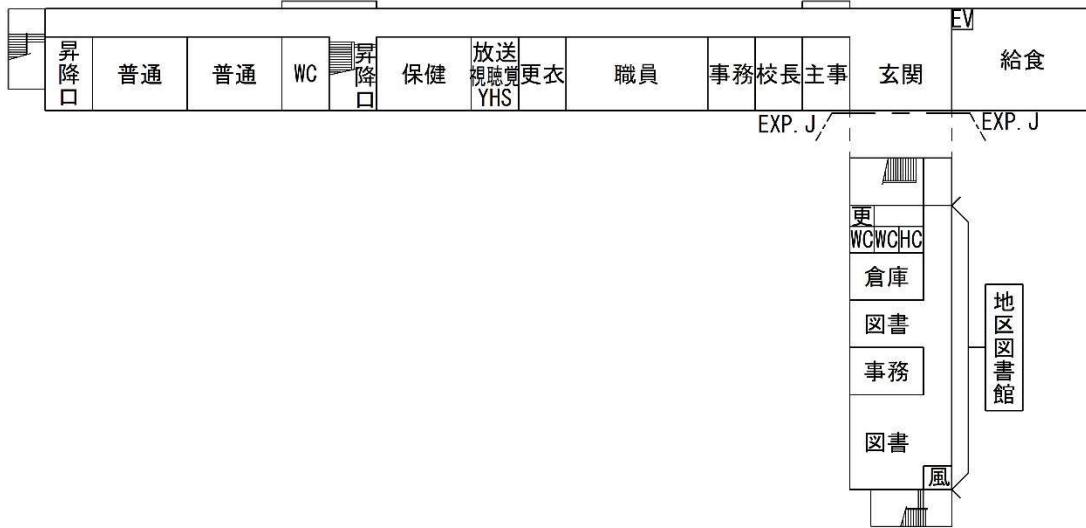 EV
昇降口
普通
普通
WC
昇降口
保健
放送
視聴覚
YHS
更衣
職員
事務
校長
主事
玄関
給食
EXP. J
EXP. J
更
WC
WC
HC
倉庫
図書
事務
図書
風
地区図書館